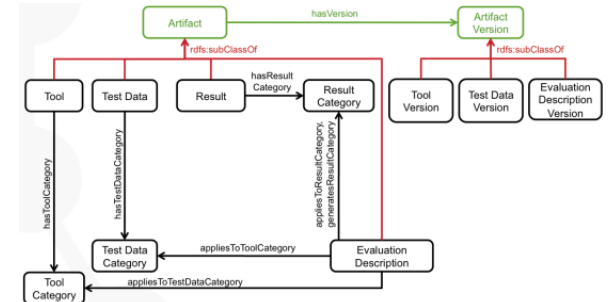 Artifact
hasVersion
Artifact
Version
rdfs:subClassOf
rdfs:subClassOf
Tool
Test Data
Result
hasResult
Category
Result
Category
Tool
Version
Test Data
Version
Evaluation
Description
Version
hasToolCategory
hasTestDataCategory
appliesToResultCategory,
generatesResultCategory
Test Data
Category
appliesToToolCategory
Evaluation
Description
Tool
Category
appliesToTestDataCategory